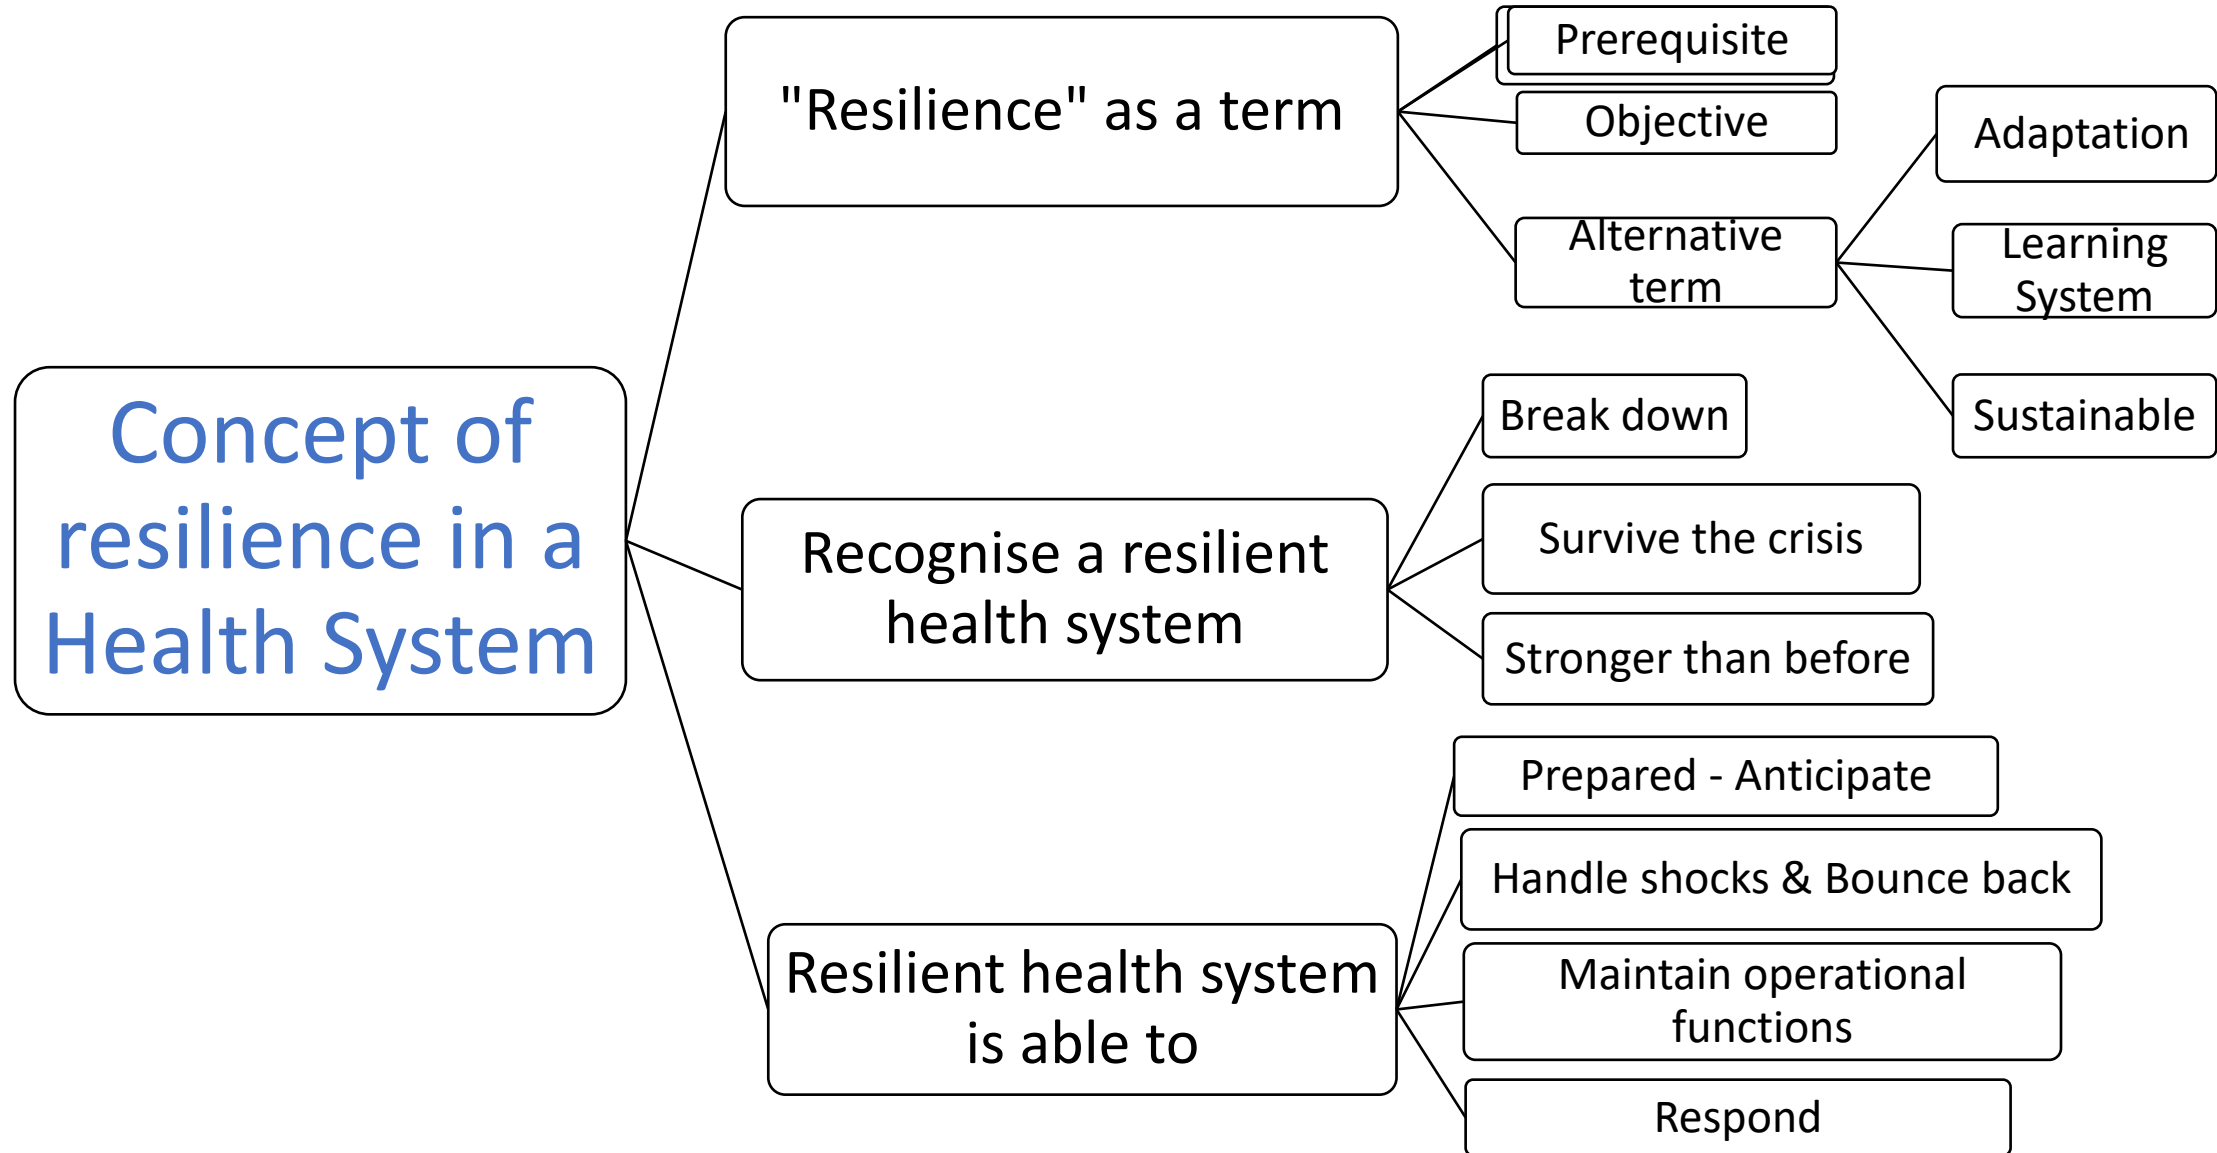 Concept of
resilience in a
Health System
"Resilience" as a term
Prerequisite
Objective
Alternative
term
Adaptation
Learning
System
Sustainable
Recognise a resilient
health system
Break down
Survive the crisis
Stronger than before
Resilient health system
is able to
Prepared - Anticipate
Handle shocks & Bounce back
Maintain operational
functions
Respond